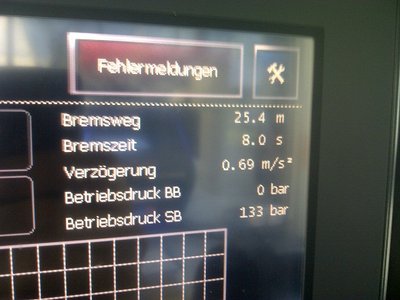 Fehlermeldungen
Bremsweg 25.4 m
Bremszeit 8.0 s
Verzögerung 0.69 m/s²
Betriebsdruck BB 0 bar
Betriebsdruck SB 133 bar